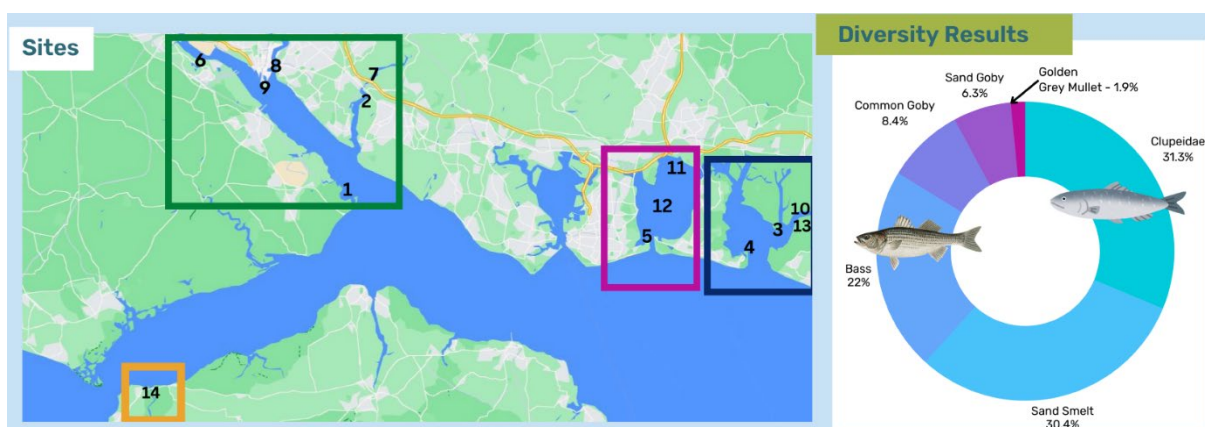 Sites
6
8
9
7
2
1
11
12
5
10
3
13
4
14
Diversity Results
Golden
Grey Mullet - 1.9%
Sand Goby
6.3%
Common Goby
8.4%
Clupeidae
31.3%
Bass
22%
Sand Smelt
30.4%